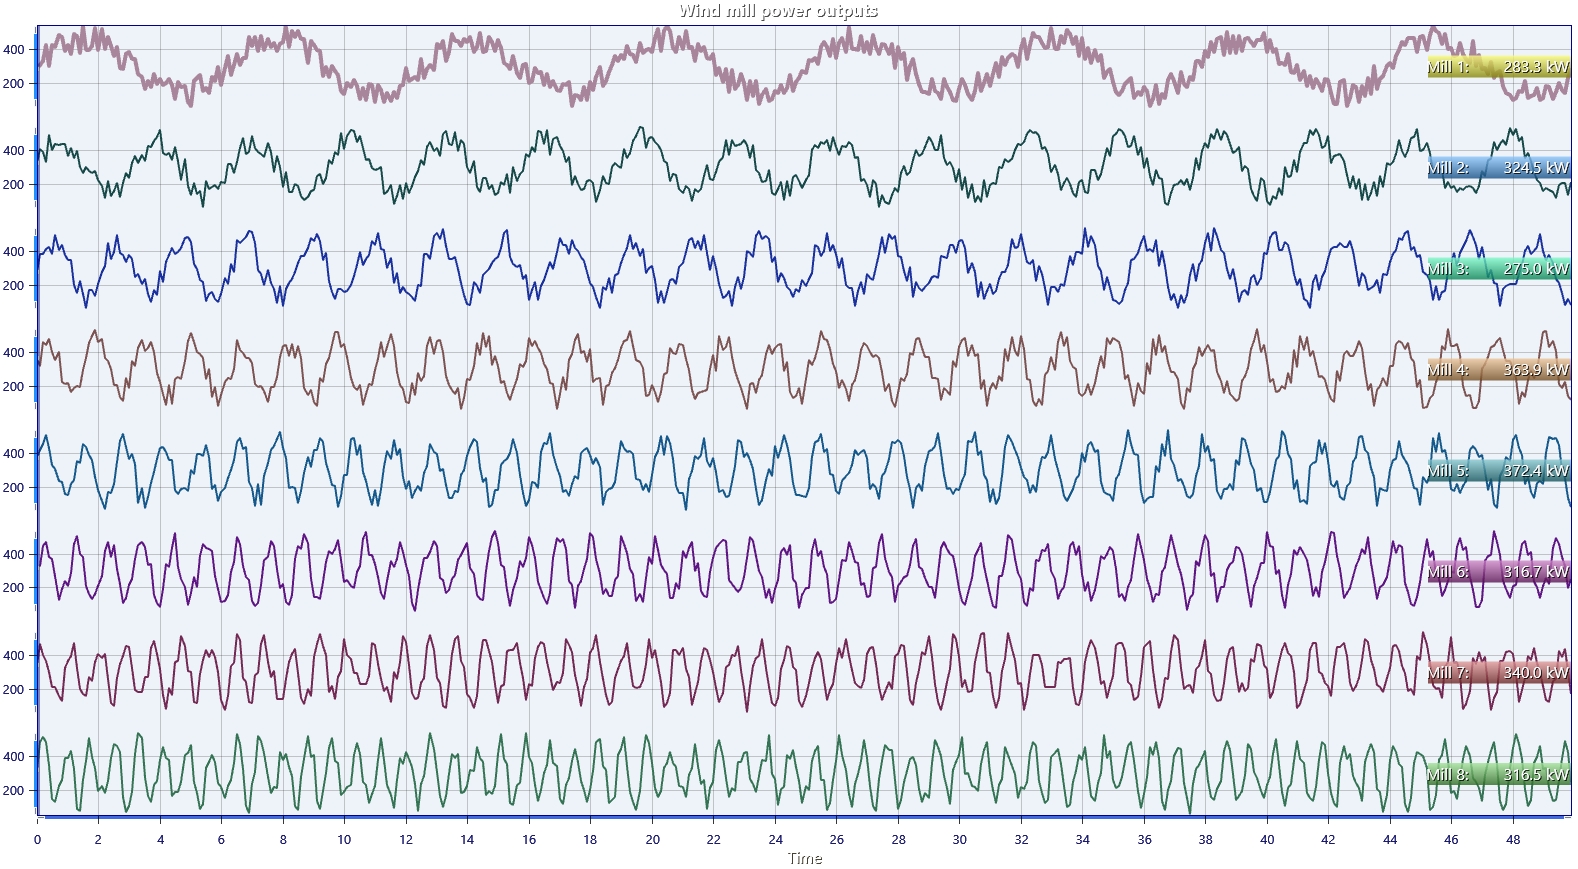 Wind mill power outputs
400
200
Mill 1: 283.3 kW
400
200
Mill 2: 324.5 kW
400
200
Mill 3: 275.0 kW
400
200
Mill 4: 363.9 kW
400
200
Mill 5: 372.4 kW
400
200
Mill 6: 316.7 kW
400
200
Mill 7: 340.0 kW
400
200
Mill 8: 316.5 kW
0 2 4 6 8 10 12 14 16 18 20 22 24 26 28 30 32 34 36 38 40 42 44 46 48
Time